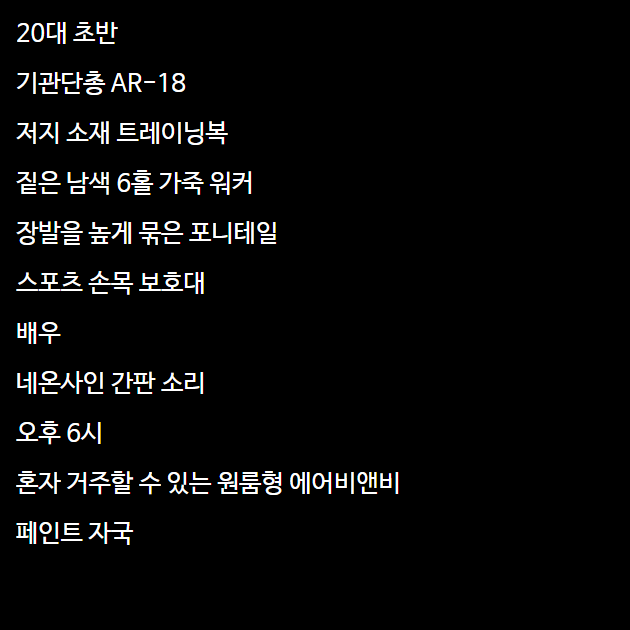 20대 초반
기관단총 AR-18
저지 소재 트레이닝복
짙은 남색 6홀 가죽 워커
장발을 높게 묶은 포니테일
스포츠 손목 보호대
배우
네온사인 간판 소리
오후 6시
혼자 거주할 수 있는 원룸형 에어비앤비
페인트 자국